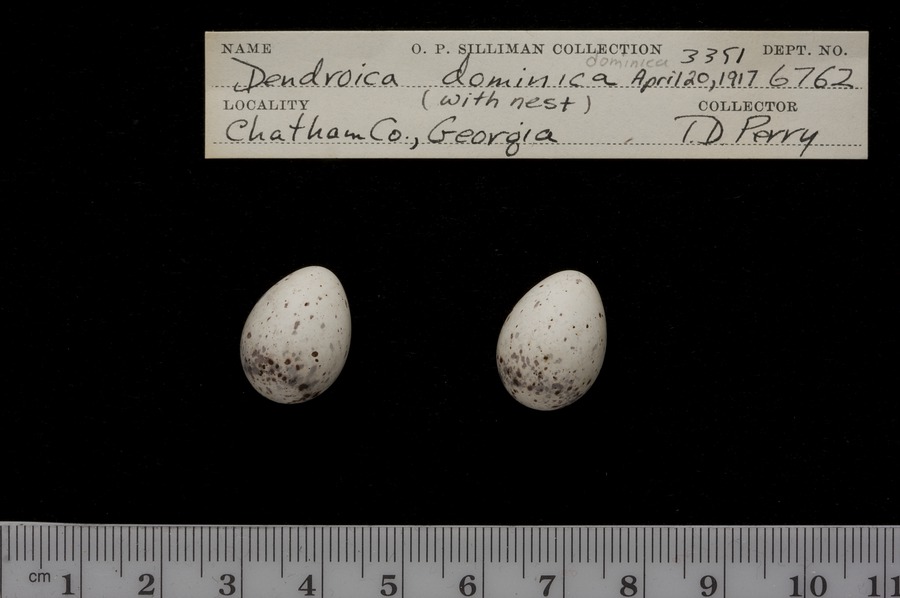 NAME O. P. SILLIMAN COLLECTION 3351 DEPT. NO.
dominica
Dendroica dominica April 20, 1917 6762
LOCALITY (with nest) COLLECTOR
Chatham Co., Georgia T.D Perry
cm 1 2 3 4 5 6 7 8 9 10 11